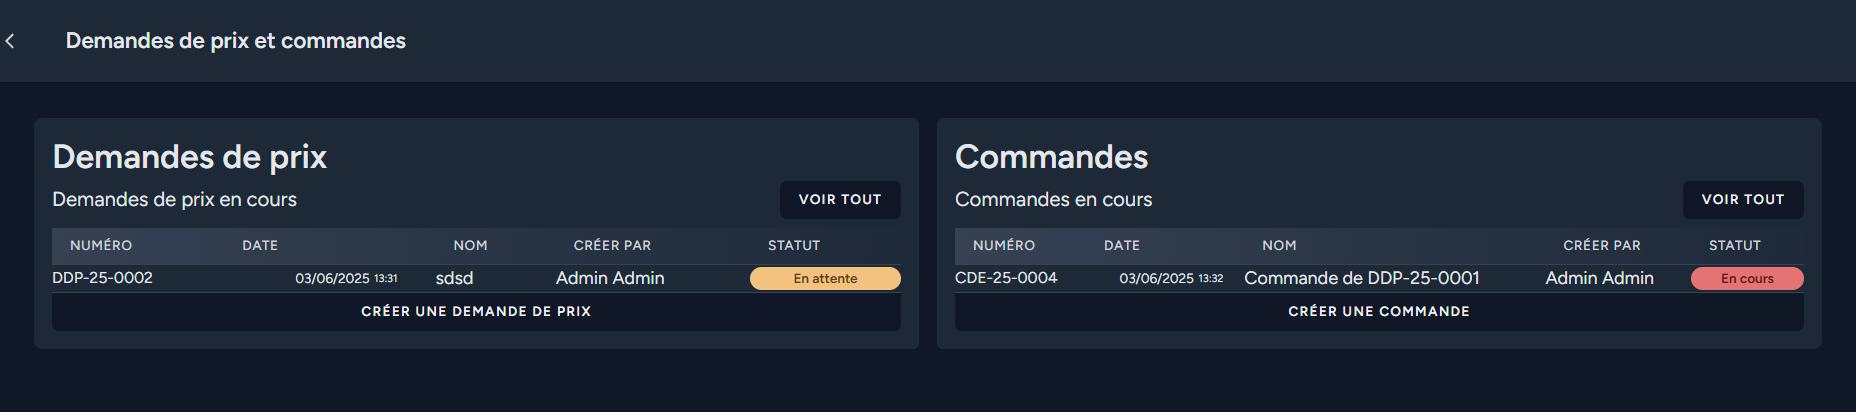 Demandes de prix et commandes
Demandes de prix
Demandes de prix en cours
VOIR TOUT
NUMÉRO DATE NOM CRÉER PAR STATUT
DDP-25-0002 03/06/2025 13:31 sdsd Admin Admin En attente
CRÉER UNE DEMANDE DE PRIX
Commandes
Commandes en cours
VOIR TOUT
NUMÉRO DATE NOM CRÉER PAR STATUT
CDE-25-0004 03/06/2025 13:32 Commande de DDP-25-0001 Admin Admin En cours
CRÉER UNE COMMANDE